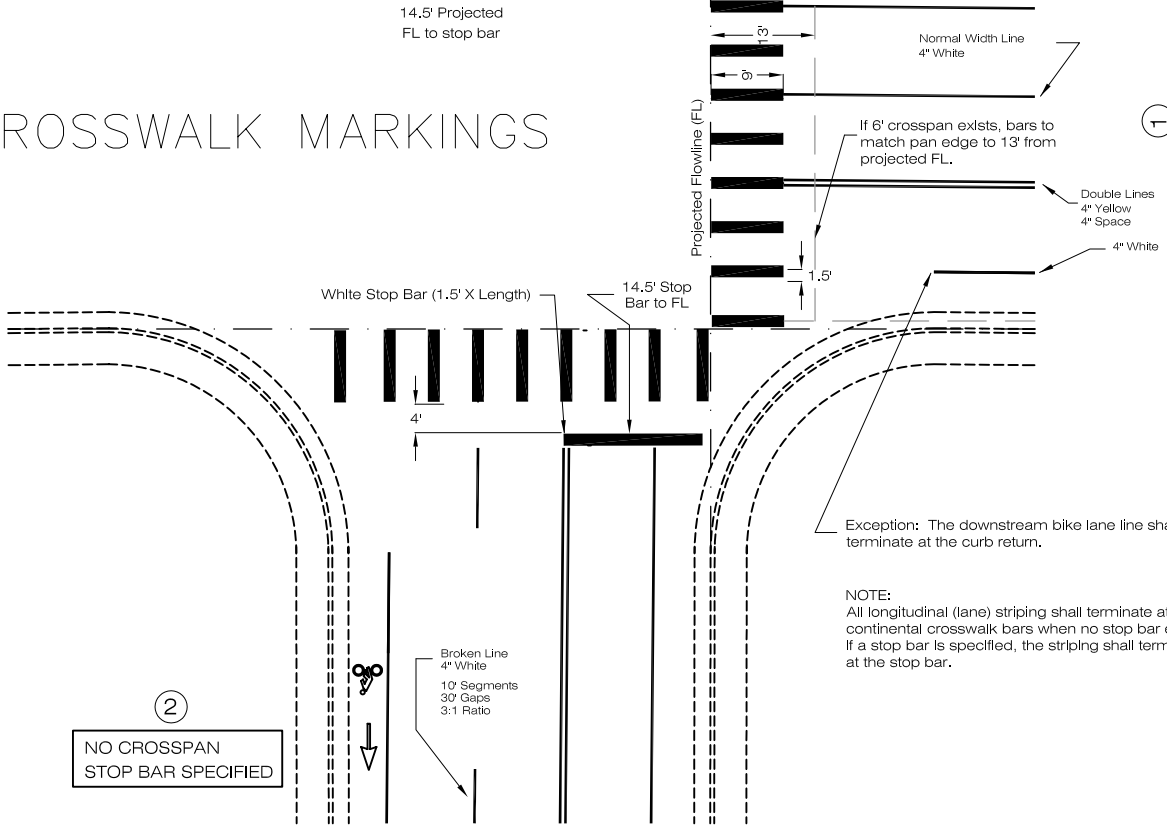 14.5' Projected
FL to stop bar
ROSSWALK MARKINGS
13'
9'
Projected Flowline (FL)
Normal Width Line
4" White
1
If 6' crosspan exists, bars to
match pan edge to 13' from
projected FL.
Double Lines
4" Yellow
4" Space
4" White
1.5'
White Stop Bar (1.5' X Length)
14.5' Stop
Bar to FL
4'
Exception: The downstream bike lane line sha
terminate at the curb return.
NOTE:
All longitudinal (lane) striping shall terminate at
continental crosswalk bars when no stop bar e
If a stop bar is specified, the striping shall term
at the stop bar.
Broken Line
4" White
10' Segments
30' Gaps
3:1 Ratio
2
NO CROSSPAN
STOP BAR SPECIFIED